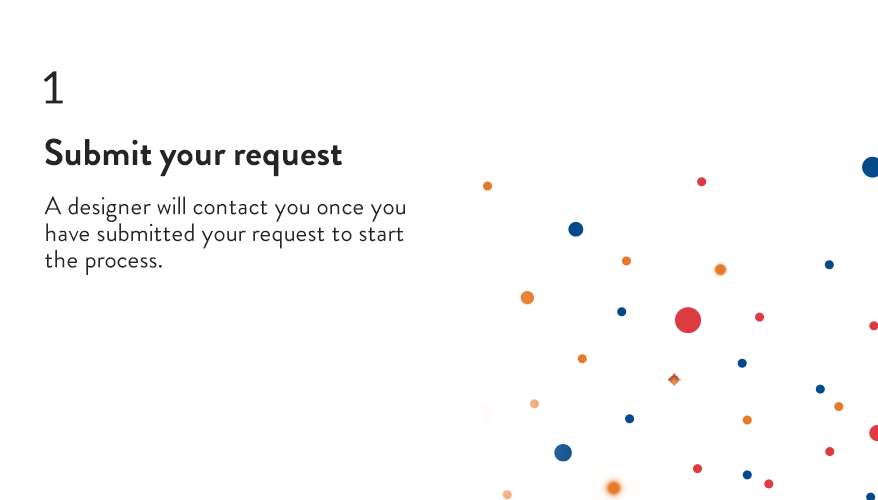 1
Submit your request
A designer will contact you once you
have submitted your request to start
the process.